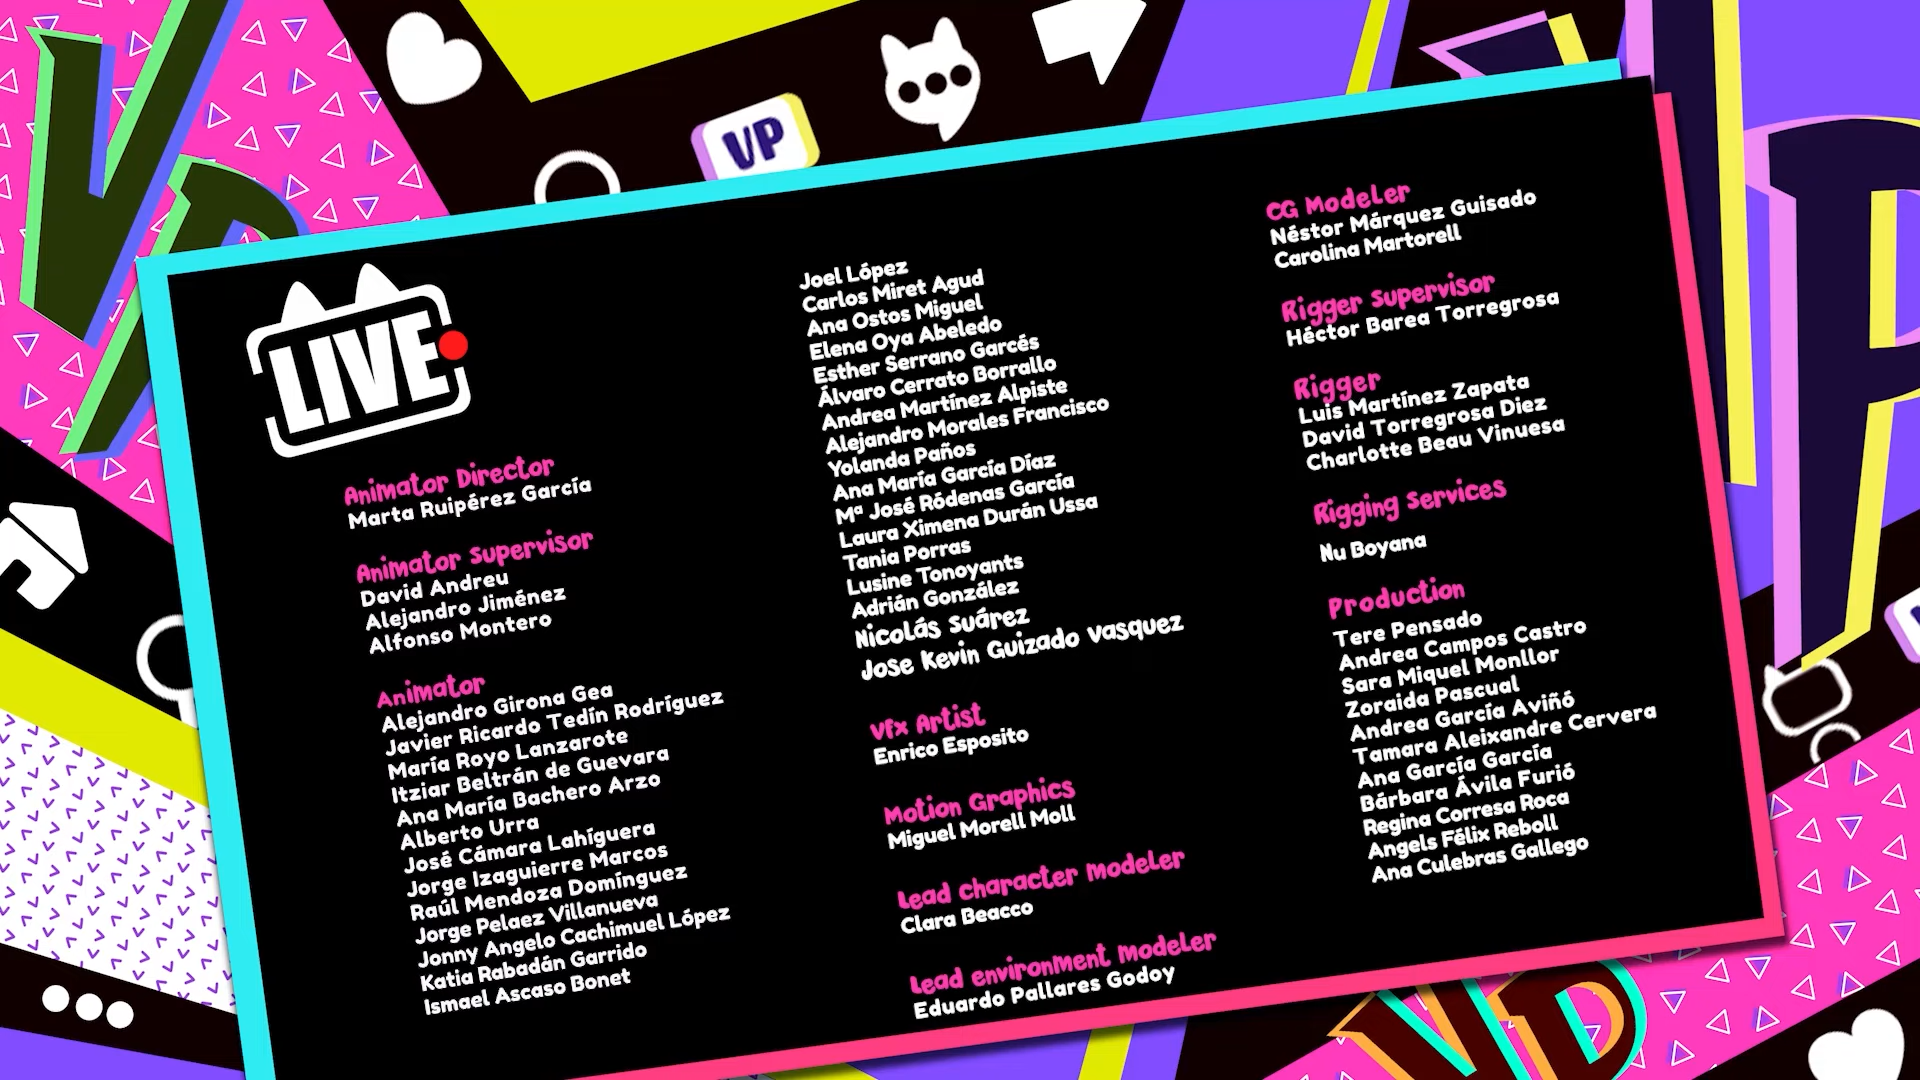 VP
VP
LIVE
Animator Director
Marta Ruipérez García
Animator Supervisor
David Andreu
Alejandro Jiménez
Alfonso Montero
Animator
Alejandro Girona Gea
Javier Ricardo Tedín Rodríguez
María Royo Lanzarote
Itziar Beltrán de Guevara
Ana María Bachero Arzo
Alberto Urra
José Cámara Lahíguera
Jorge Izaguierre Marcos
Raúl Mendoza Domínguez
Jorge Pelaez Villanueva
Jonny Angelo Cachimuel López
Katia Rabadán Garrido
Ismael Ascaso Bonet
Joel López
Carlos Miret Agud
Ana Ostos Miguel
Elena Oya Abeledo
Esther Serrano Garcés
Álvaro Cerrato Borrallo
Andrea Martínez Alpiste
Alejandro Morales Francisco
Yolanda Paños
Ana María García Díaz
Mª José Ródenas García
Laura Ximena Durán Ussa
Tania Porras
Lusine Tonoyants
Adrián González
Nicolás Suárez
Jose Kevin Guizado Vasquez
Vfx Artist
Enrico Esposito
Motion Graphics
Miguel Morell Moll
Lead character modeler
Clara Beacco
Lead environment modeler
Eduardo Pallares Godoy
CG Modeler
Néstor Márquez Guisado
Carolina Martorell
Rigger Supervisor
Héctor Barea Torregrosa
Rigger
Luis Martínez Zapata
David Torregrosa Diez
Charlotte Beau Vinuesa
Rigging Services
Nu Boyana
Production
Tere Pensado
Andrea Campos Castro
Sara Miquel Monllor
Zoraida Pascual
Andrea García Aviñó
Tamara Aleixandre Cervera
Ana García García
Bárbara Ávila Furió
Regina Corresa Roca
Angels Félix Reboll
Ana Culebras Gallego
VP
VP